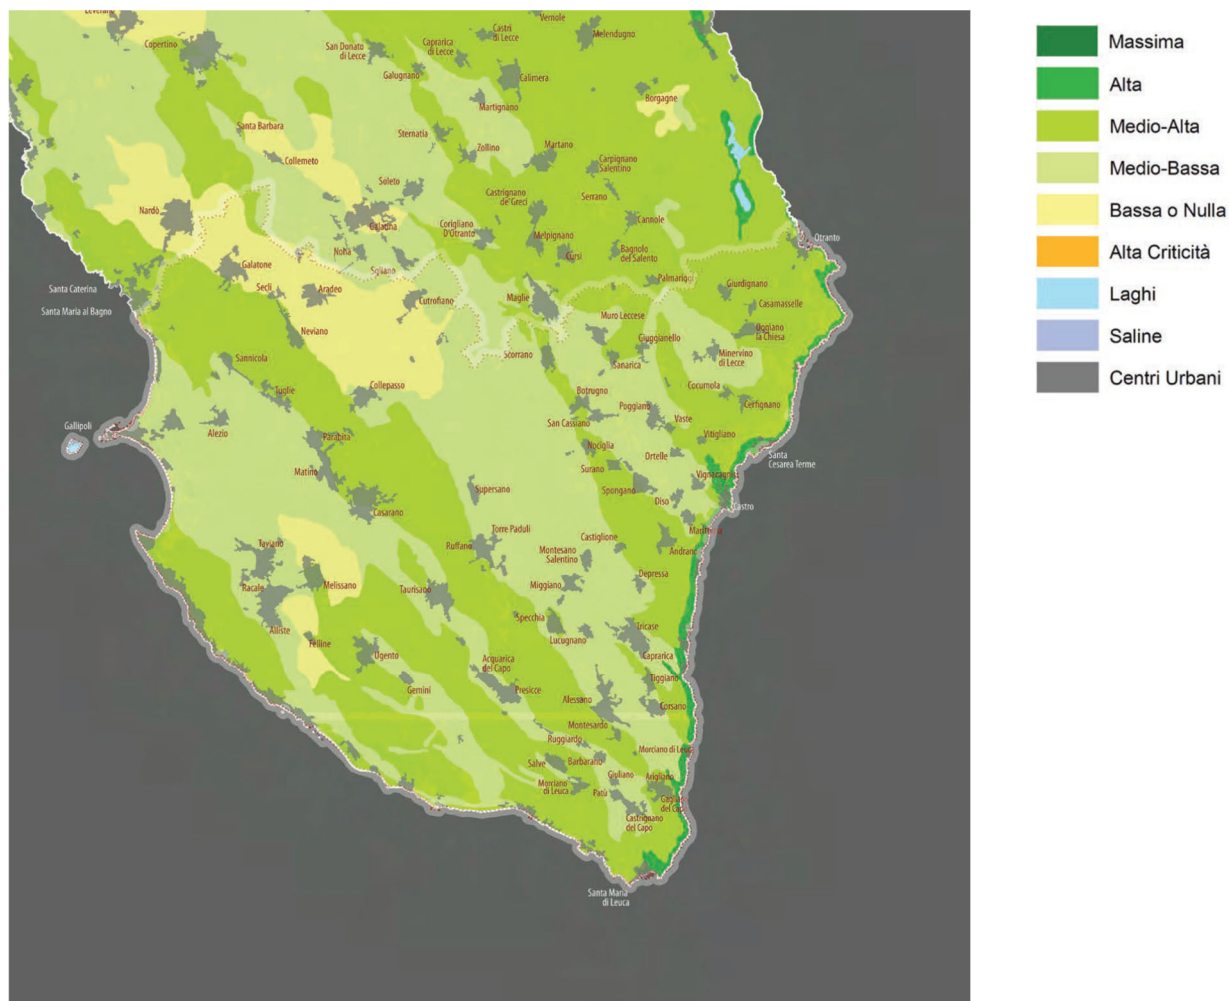 Leverano
Vernole
Copertino
San Donato
di Lecce
Caprarica
di Lecce
Castri
di Lecce
Melendugno
Galugnano
Calimera
Borgagne
Martignano
Santa Barbara
Sternatia
Collemeto
Zollino
Martano
Carpignano
Salentino
Soleto
Serrano
Castrignano
de' Greci
Nardò
Galatina
Corigliano
D'Otranto
Cannole
Melpignano
Otranto
Noha
Cursi
Bagnolo
del Salento
Galatone
Sogliano
Palmariggi
Giurdignano
Santa Caterina
Seclì
Aradeo
Cutrofiano
Maglie
Casamasselle
Santa Maria al Bagno
Muro Leccese
Uggiano
la Chiesa
Neviano
Giuggianello
Scorrano
Sanarica
Minervino
di Lecce
Sannicola
Collepasso
Tuglie
Botrugno
Cocumola
Poggiano
Cerfignano
Gallipoli
San Cassiano
Vaste
Alezio
Parabita
Vitigliano
Nociglia
Ortelle
Santa
Cesarea Terme
Matino
Surano
Vignacastrisi
Supersano
Spongano
Diso
Castro
Casarano
Torre Paduli
Marittima
Taviano
Ruffano
Castiglione
Montesano
Salentino
Andrano
Racale
Melissano
Taurisano
Miggiano
Depressa
Specchia
Alliste
Lucugnano
Tricase
Felline
Ugento
Acquarica
del Capo
Caprarica
Tiggiano
Gemini
Presicce
Alessano
Corsano
Montesardo
Ruggiardo
Morciano di Leuca
Salve
Barbarano
Morciano
di Leuca
Giuliano
Arigliano
Patù
Gagliano
del Capo
Castrignano
del Capo
Santa Maria
di Leuca
Massima
Alta
Medio-Alta
Medio-Bassa
Bassa o Nulla
Alta Criticità
Laghi
Saline
Centri Urbani